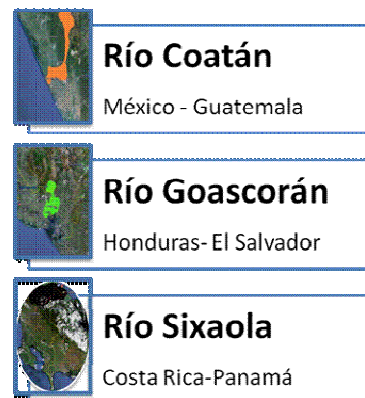 Río Coatán
México - Guatemala
Río Goascorán
Honduras- El Salvador
Río Sixaola
Costa Rica-Panamá